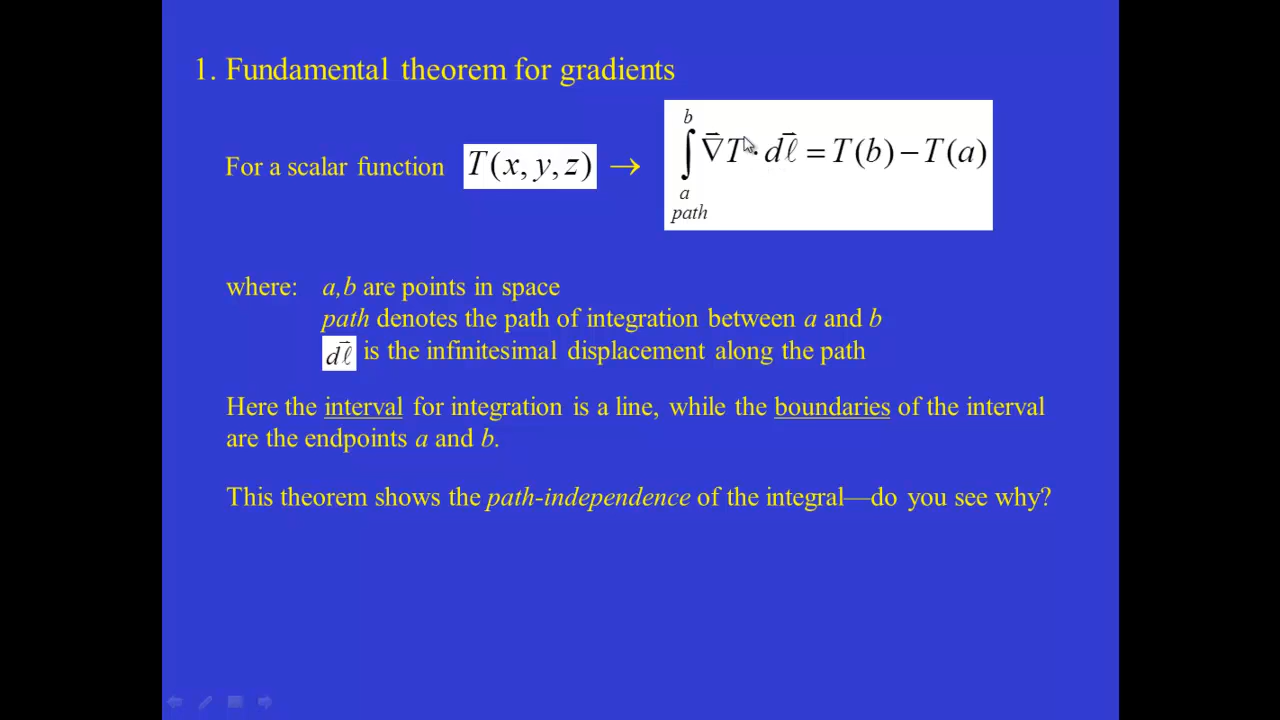 1. Fundamental theorem for gradients
For a scalar function T(x, y, z) → ∫ₐᵇ ∇⃗T · dℓ⃗ = T(b) − T(a)
path
where: a,b are points in space
path denotes the path of integration between a and b
dℓ⃗ is the infinitesimal displacement along the path
Here the interval for integration is a line, while the boundaries of the interval
are the endpoints a and b.
This theorem shows the path-independence of the integral—do you see why?